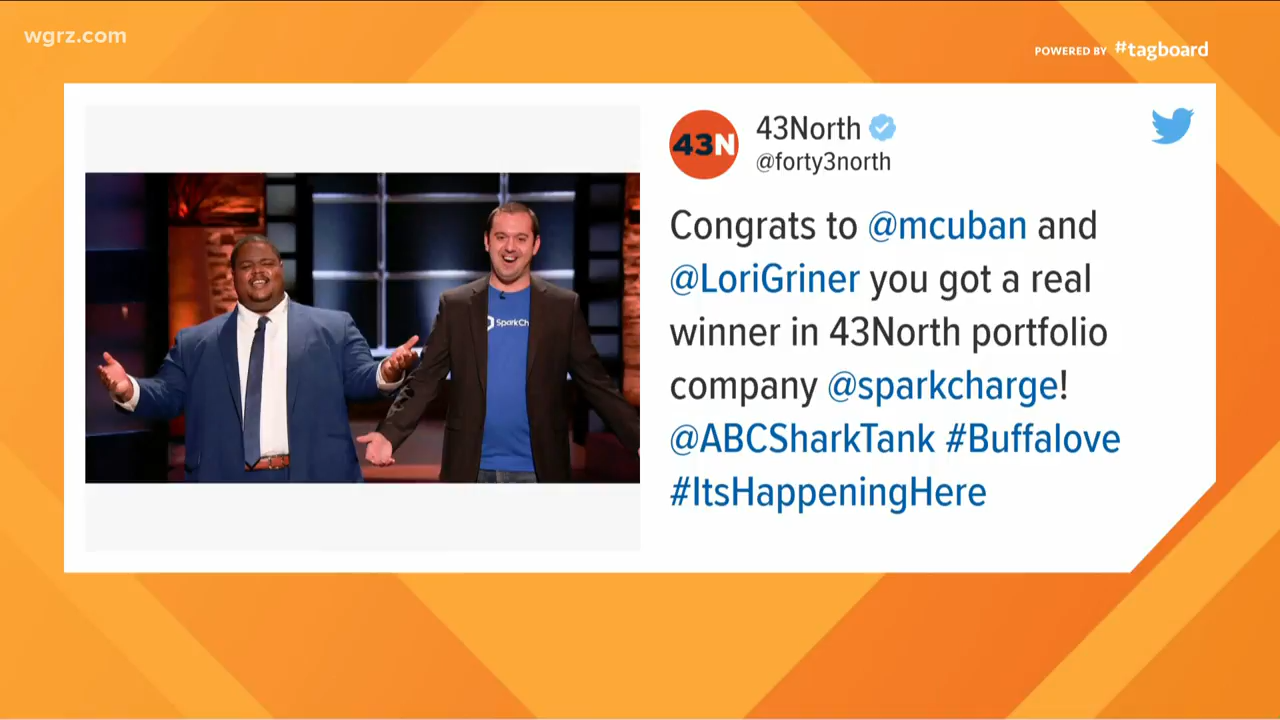 wgrz.com
POWERED BY #tagboard
43N
43North
@forty3north
Congrats to @mcuban and
@LoriGriner you got a real
winner in 43North portfolio
company @sparkcharge!
@ABCSharkTank #Buffalove
#ItsHappeningHere
SparkCh